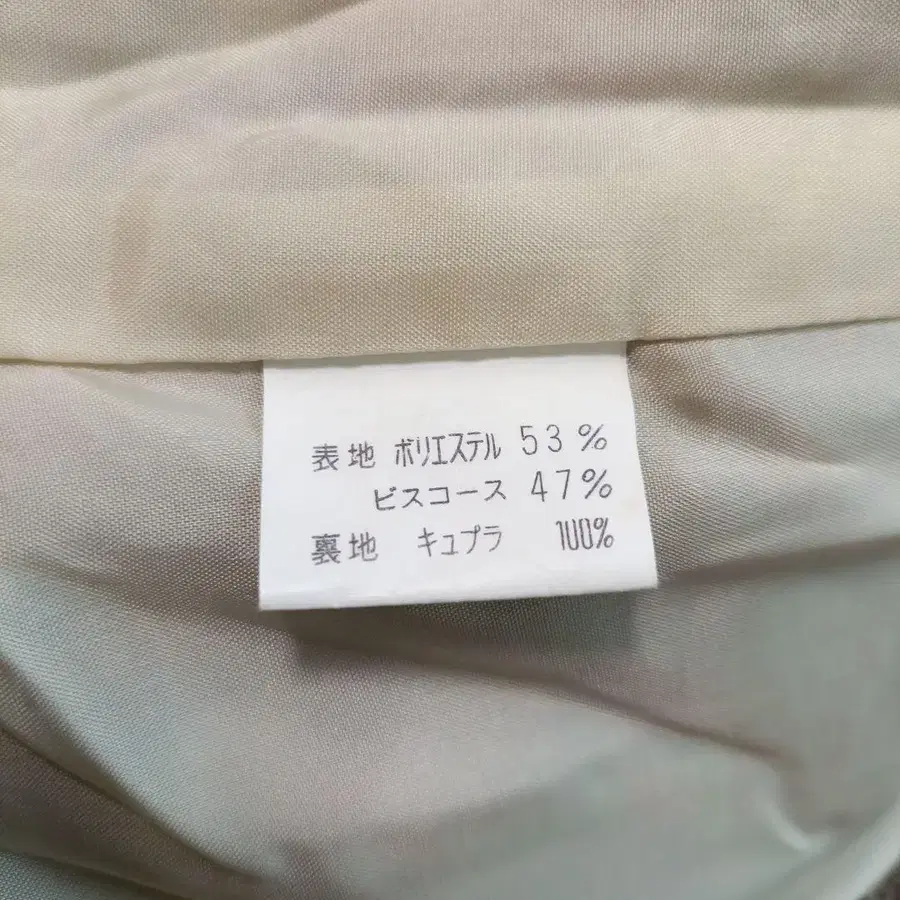 表地 ポリエステル 53%
ビスコース 47%
裏地 キュプラ 100%